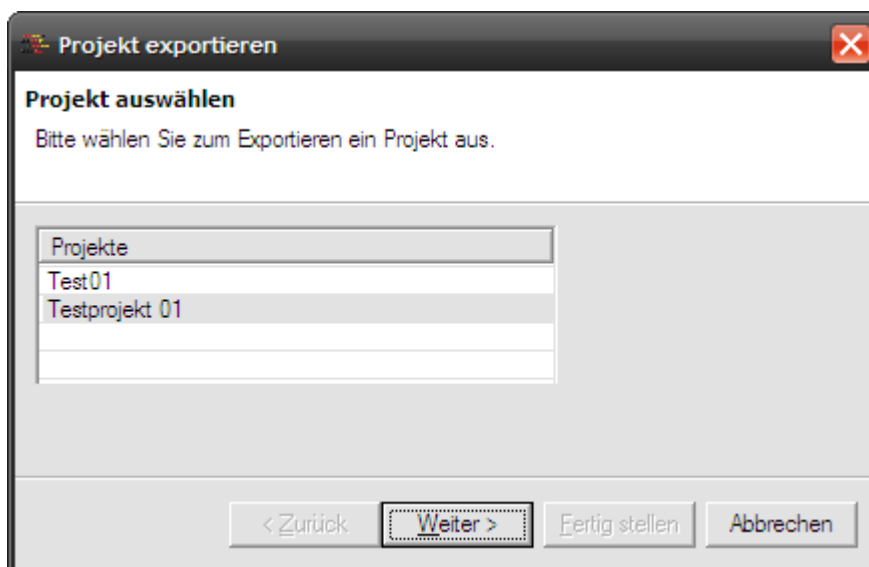 Projekt exportieren
Projekt auswählen
Bitte wählen Sie zum Exportieren ein Projekt aus.
Projekte
Test01
Testprojekt 01
< Zurück Weiter > Fertig stellen Abbrechen